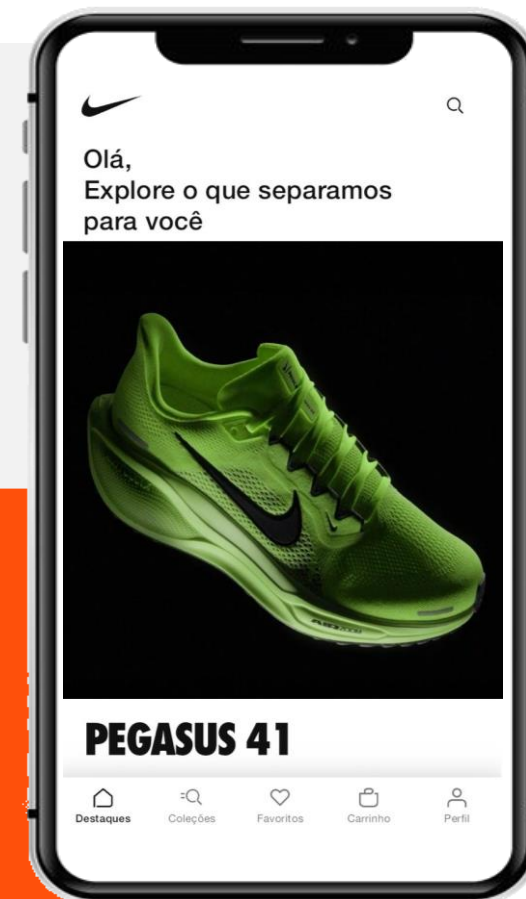 Olá,
Explore o que separamos
para você
PEGASUS 41
Destaques
Coleções
Favoritos
Carrinho
Perfil